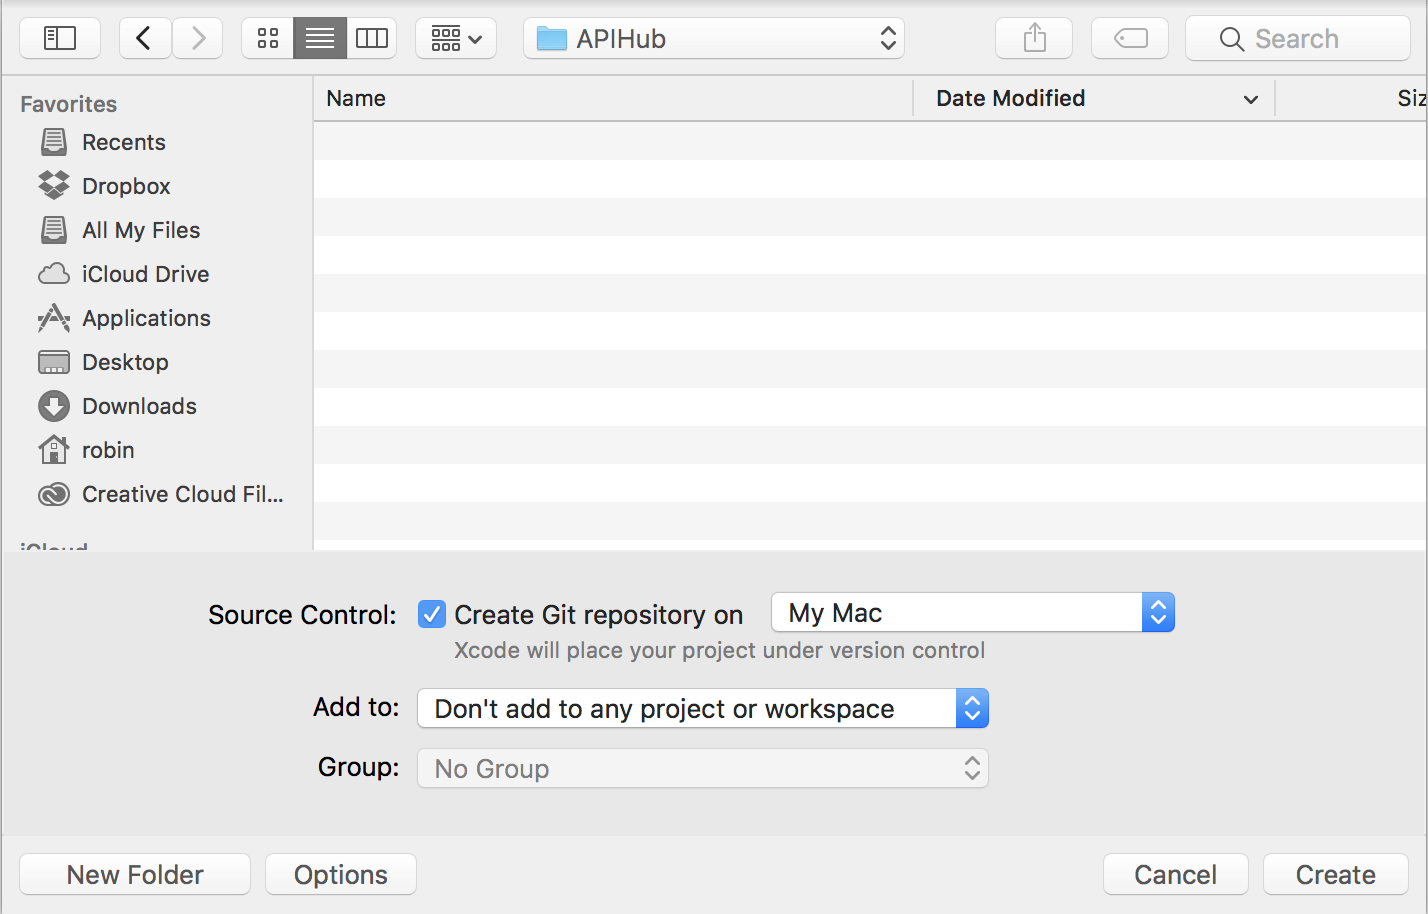 APIHub
Search
Favorites
Recents
Dropbox
All My Files
iCloud Drive
Applications
Desktop
Downloads
robin
Creative Cloud Fil...
iCloud
Name
Date Modified
Siz
Source Control:
Create Git repository on
My Mac
Xcode will place your project under version control
Add to:
Don't add to any project or workspace
Group:
No Group
New Folder
Options
Cancel
Create